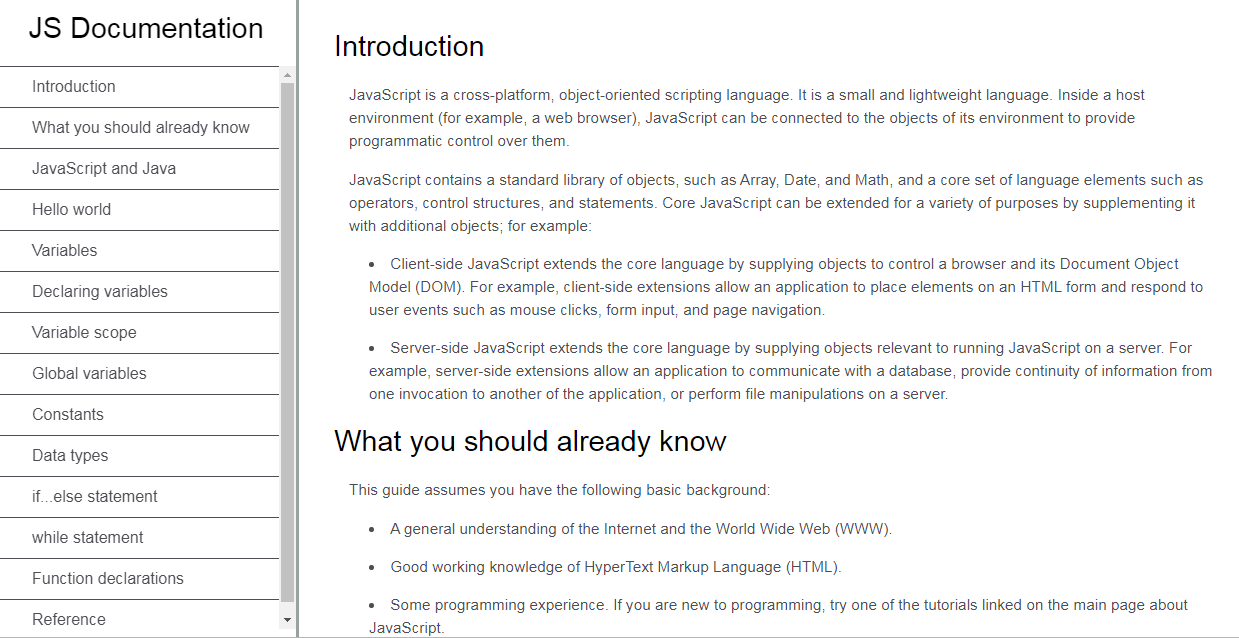 JS Documentation
Introduction
What you should already know
JavaScript and Java
Hello world
Variables
Declaring variables
Variable scope
Global variables
Constants
Data types
if...else statement
while statement
Function declarations
Reference
Introduction
JavaScript is a cross-platform, object-oriented scripting language. It is a small and lightweight language. Inside a host
environment (for example, a web browser), JavaScript can be connected to the objects of its environment to provide
programmatic control over them.
JavaScript contains a standard library of objects, such as Array, Date, and Math, and a core set of language elements such as
operators, control structures, and statements. Core JavaScript can be extended for a variety of purposes by supplementing it
with additional objects; for example:
• Client-side JavaScript extends the core language by supplying objects to control a browser and its Document Object
Model (DOM). For example, client-side extensions allow an application to place elements on an HTML form and respond to
user events such as mouse clicks, form input, and page navigation.
• Server-side JavaScript extends the core language by supplying objects relevant to running JavaScript on a server. For
example, server-side extensions allow an application to communicate with a database, provide continuity of information from
one invocation to another of the application, or perform file manipulations on a server.
What you should already know
This guide assumes you have the following basic background:
• A general understanding of the Internet and the World Wide Web (WWW).
• Good working knowledge of HyperText Markup Language (HTML).
• Some programming experience. If you are new to programming, try one of the tutorials linked on the main page about
JavaScript.